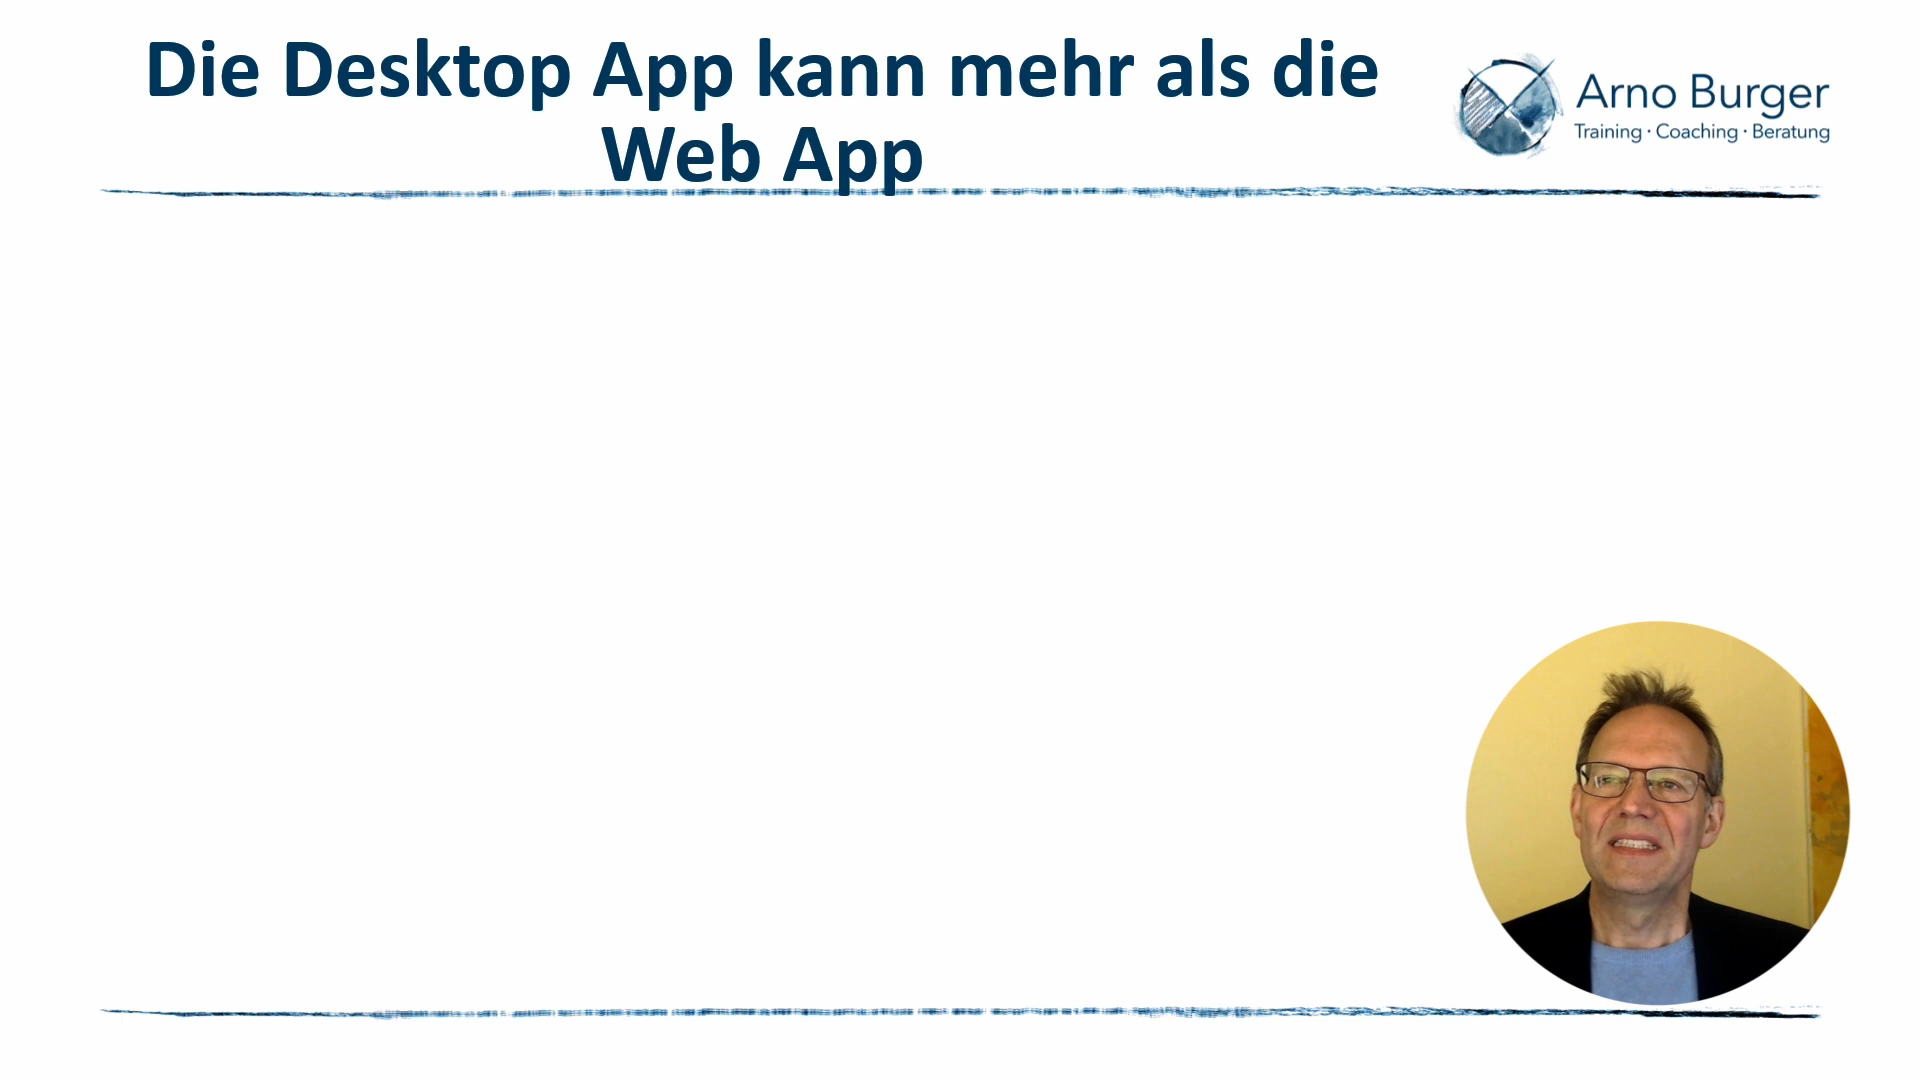 Die Desktop App kann mehr als die
Web App
Arno Burger
Training · Coaching · Beratung